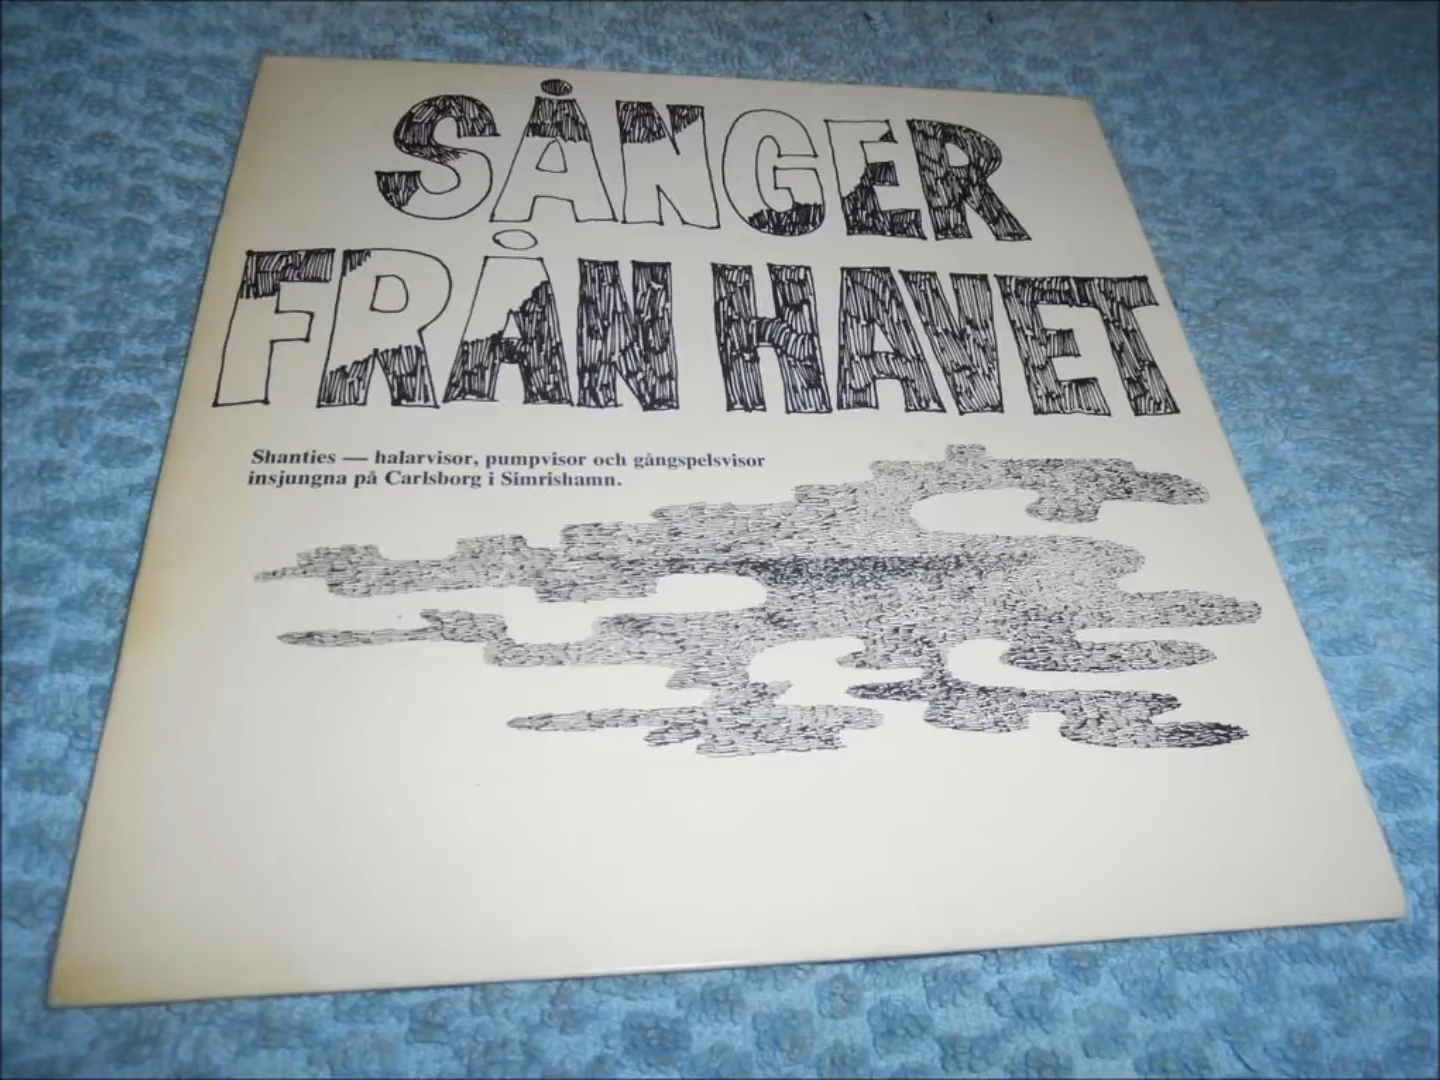 SÅNGER
FRÅN HAVET
Shanties — halarvisor, pumpvisor och gångspelsvisor
insjungna på Carlsborg i Simrishamn.